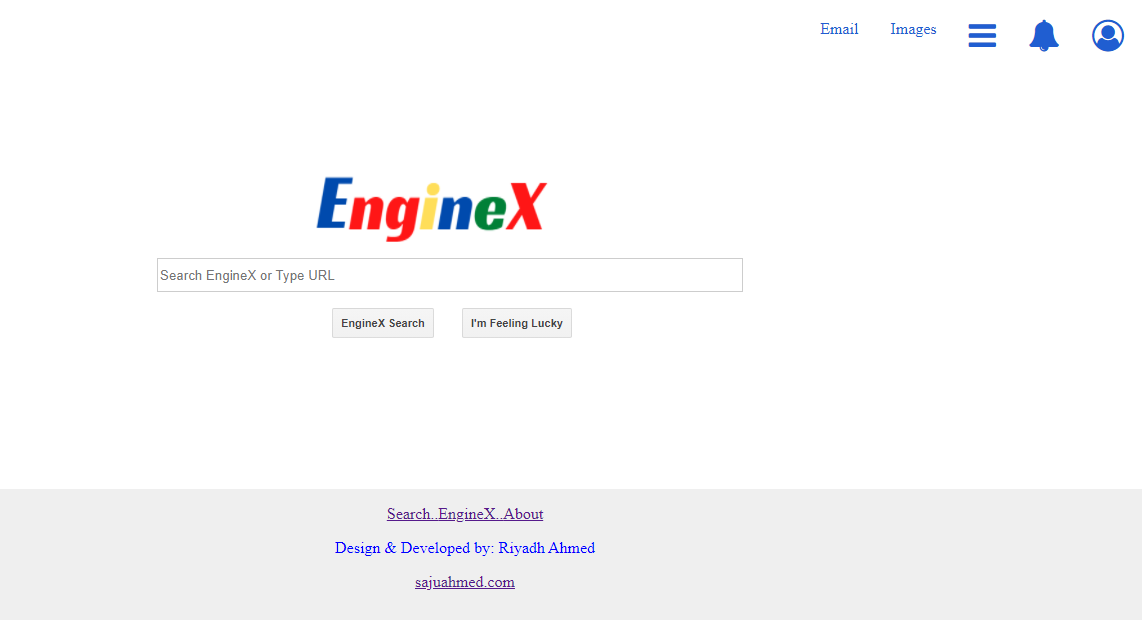 Email Images
EngineX
Search EngineX or Type URL
EngineX Search I'm Feeling Lucky
Search..EngineX..About
Design & Developed by: Riyadh Ahmed
sajuahmed.com